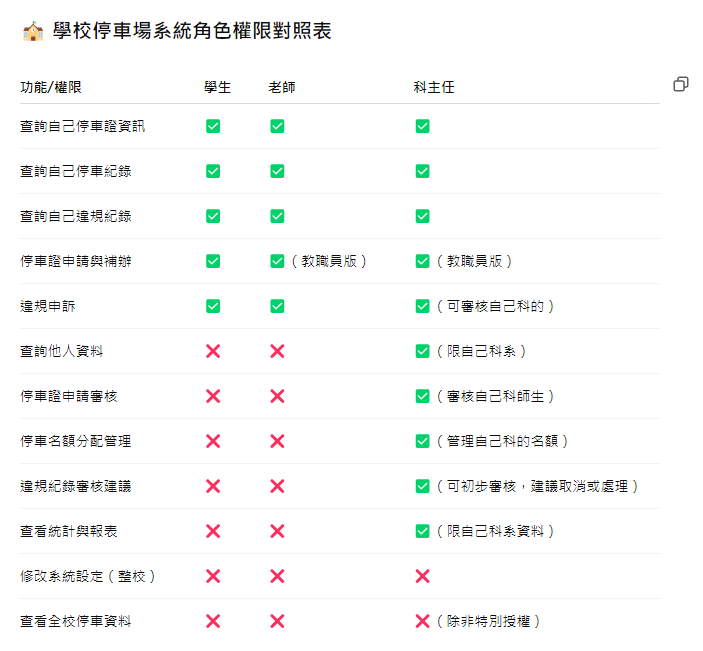 🏫 學校停車場系統角色權限對照表
功能/權限 學生 老師 科主任
查詢自己停車證資訊 ✅ ✅ ✅
查詢自己停車紀錄 ✅ ✅ ✅
查詢自己違規紀錄 ✅ ✅ ✅
停車證申請與補辦 ✅ ✅（教職員版） ✅（教職員版）
違規申訴 ✅ ✅ ✅（可審核自己科的）
查詢他人資料 ❌ ❌ ✅（限自己科系）
停車證申請審核 ❌ ❌ ✅（審核自己科師生）
停車名額分配管理 ❌ ❌ ✅（管理自己科的名額）
違規紀錄審核建議 ❌ ❌ ✅（可初步審核，建議取消或處理）
查看統計與報表 ❌ ❌ ✅（限自己科系資料）
修改系統設定（整校） ❌ ❌ ❌
查看全校停車資料 ❌ ❌ ❌（除非特別授權）